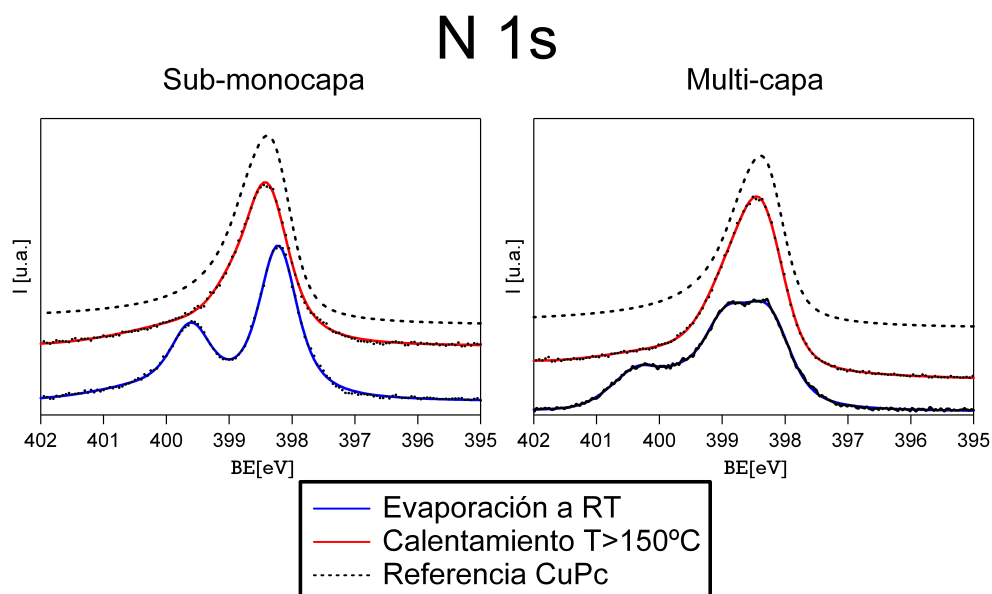 N 1s
Sub-monocapa
Multi-capa
I [u.a.]
402 401 400 399 398 397 396 395
BE[eV]
I [u.a.]
402 401 400 399 398 397 396 395
BE[eV]
Evaporación a RT
Calentamiento T>150ºC
Referencia CuPc